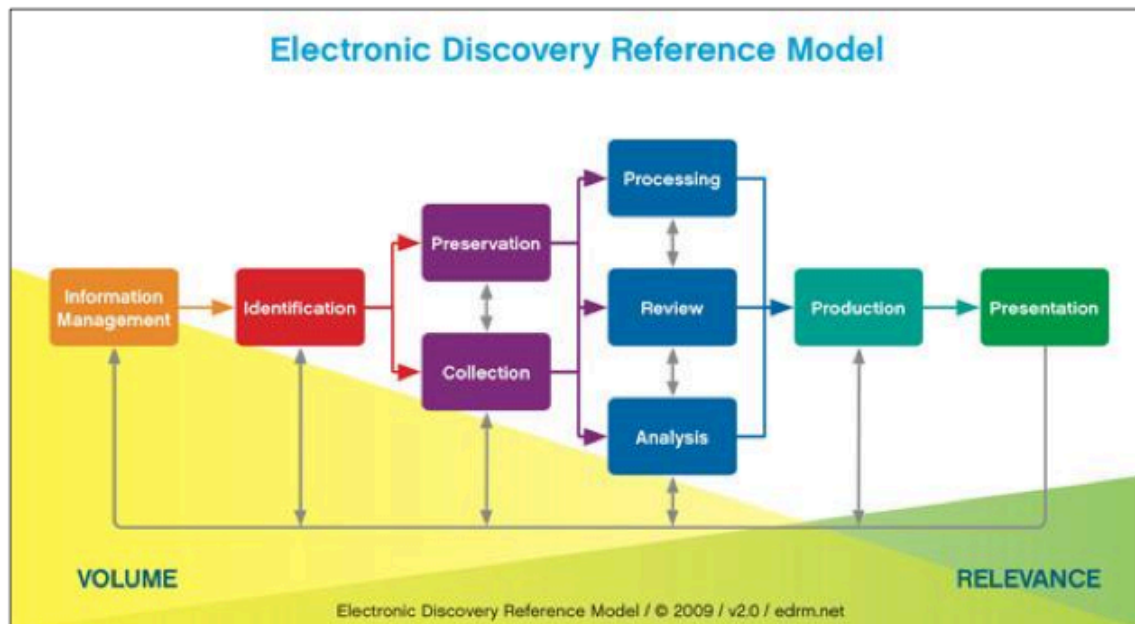 Electronic Discovery Reference Model
Processing
Preservation
Information
Management
Identification
Review
Production
Presentation
Collection
Analysis
VOLUME
RELEVANCE
Electronic Discovery Reference Model / © 2009 / v2.0 / edrm.net